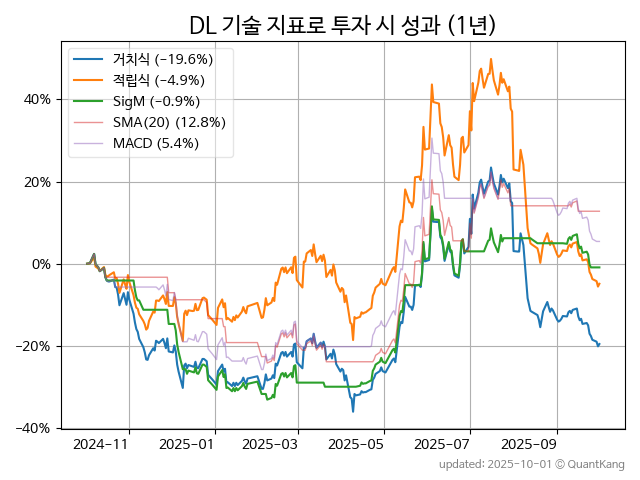 DL 기술 지표로 투자 시 성과 (1년)
거치식 (−19.6%)
적립식 (−4.9%)
SigM (−0.9%)
SMA(20) (12.8%)
MACD (5.4%)
40%
20%
0%
−20%
−40%
2024-11 2025-01 2025-03 2025-05 2025-07 2025-09
updated: 2025-10-01 © QuantKang